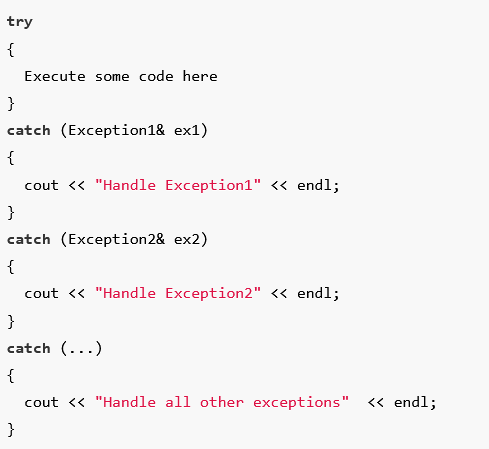 try
{
  Execute some code here
}
catch (Exception1& ex1)
{
  cout << "Handle Exception1" << endl;
}
catch (Exception2& ex2)
{
  cout << "Handle Exception2" << endl;
}
catch (...)
{
  cout << "Handle all other exceptions"  << endl;
}